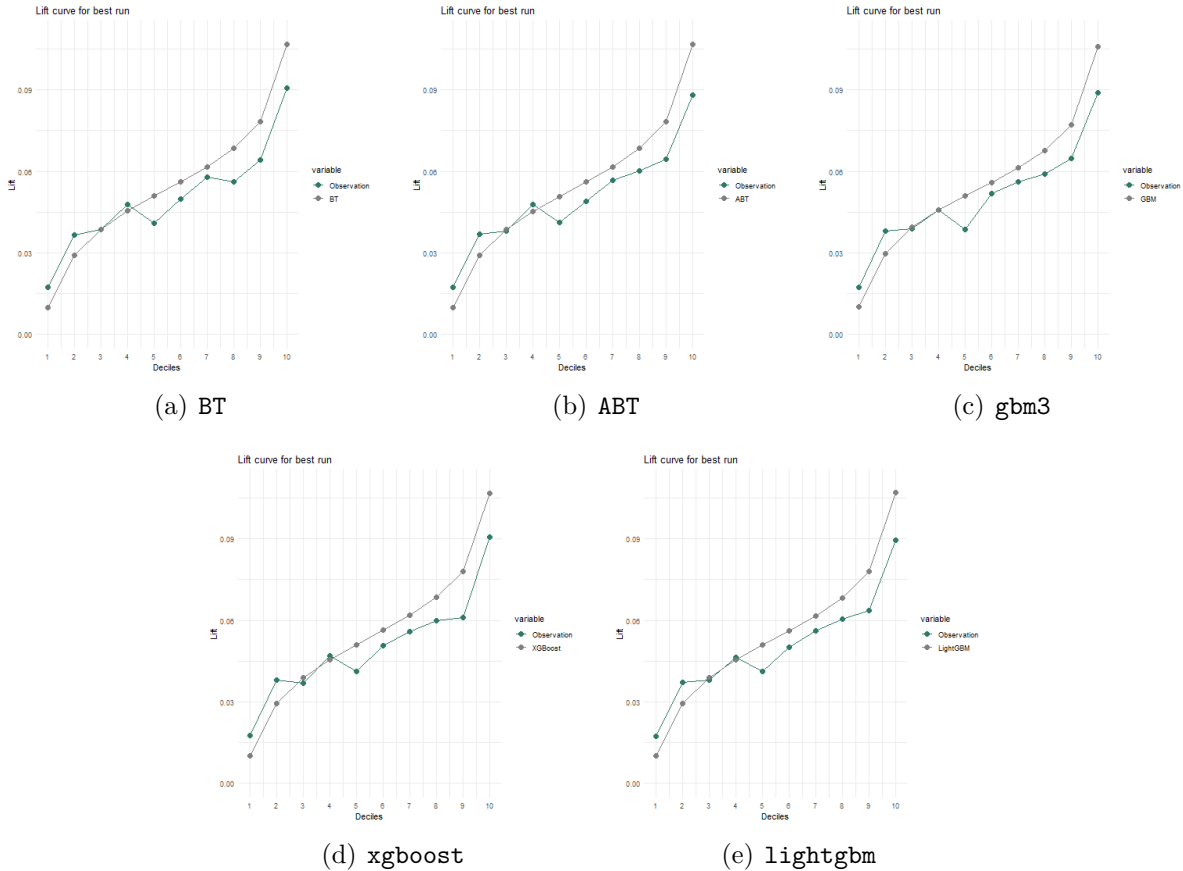 Lift curve for best run
0.09
0.06
0.03
0.00
Lift
1 2 3 4 5 6 7 8 9 10
Deciles
variable
Observation
BT
(a) BT
Lift curve for best run
0.09
0.06
0.03
0.00
Lift
1 2 3 4 5 6 7 8 9 10
Deciles
variable
Observation
ABT
(b) ABT
Lift curve for best run
0.09
0.06
0.03
0.00
Lift
1 2 3 4 5 6 7 8 9 10
Deciles
variable
Observation
GBM
(c) gbm3
Lift curve for best run
0.09
0.06
0.03
0.00
Lift
1 2 3 4 5 6 7 8 9 10
Deciles
variable
Observation
XGBoost
(d) xgboost
Lift curve for best run
0.09
0.06
0.03
0.00
Lift
1 2 3 4 5 6 7 8 9 10
Deciles
variable
Observation
LightGBM
(e) lightgbm